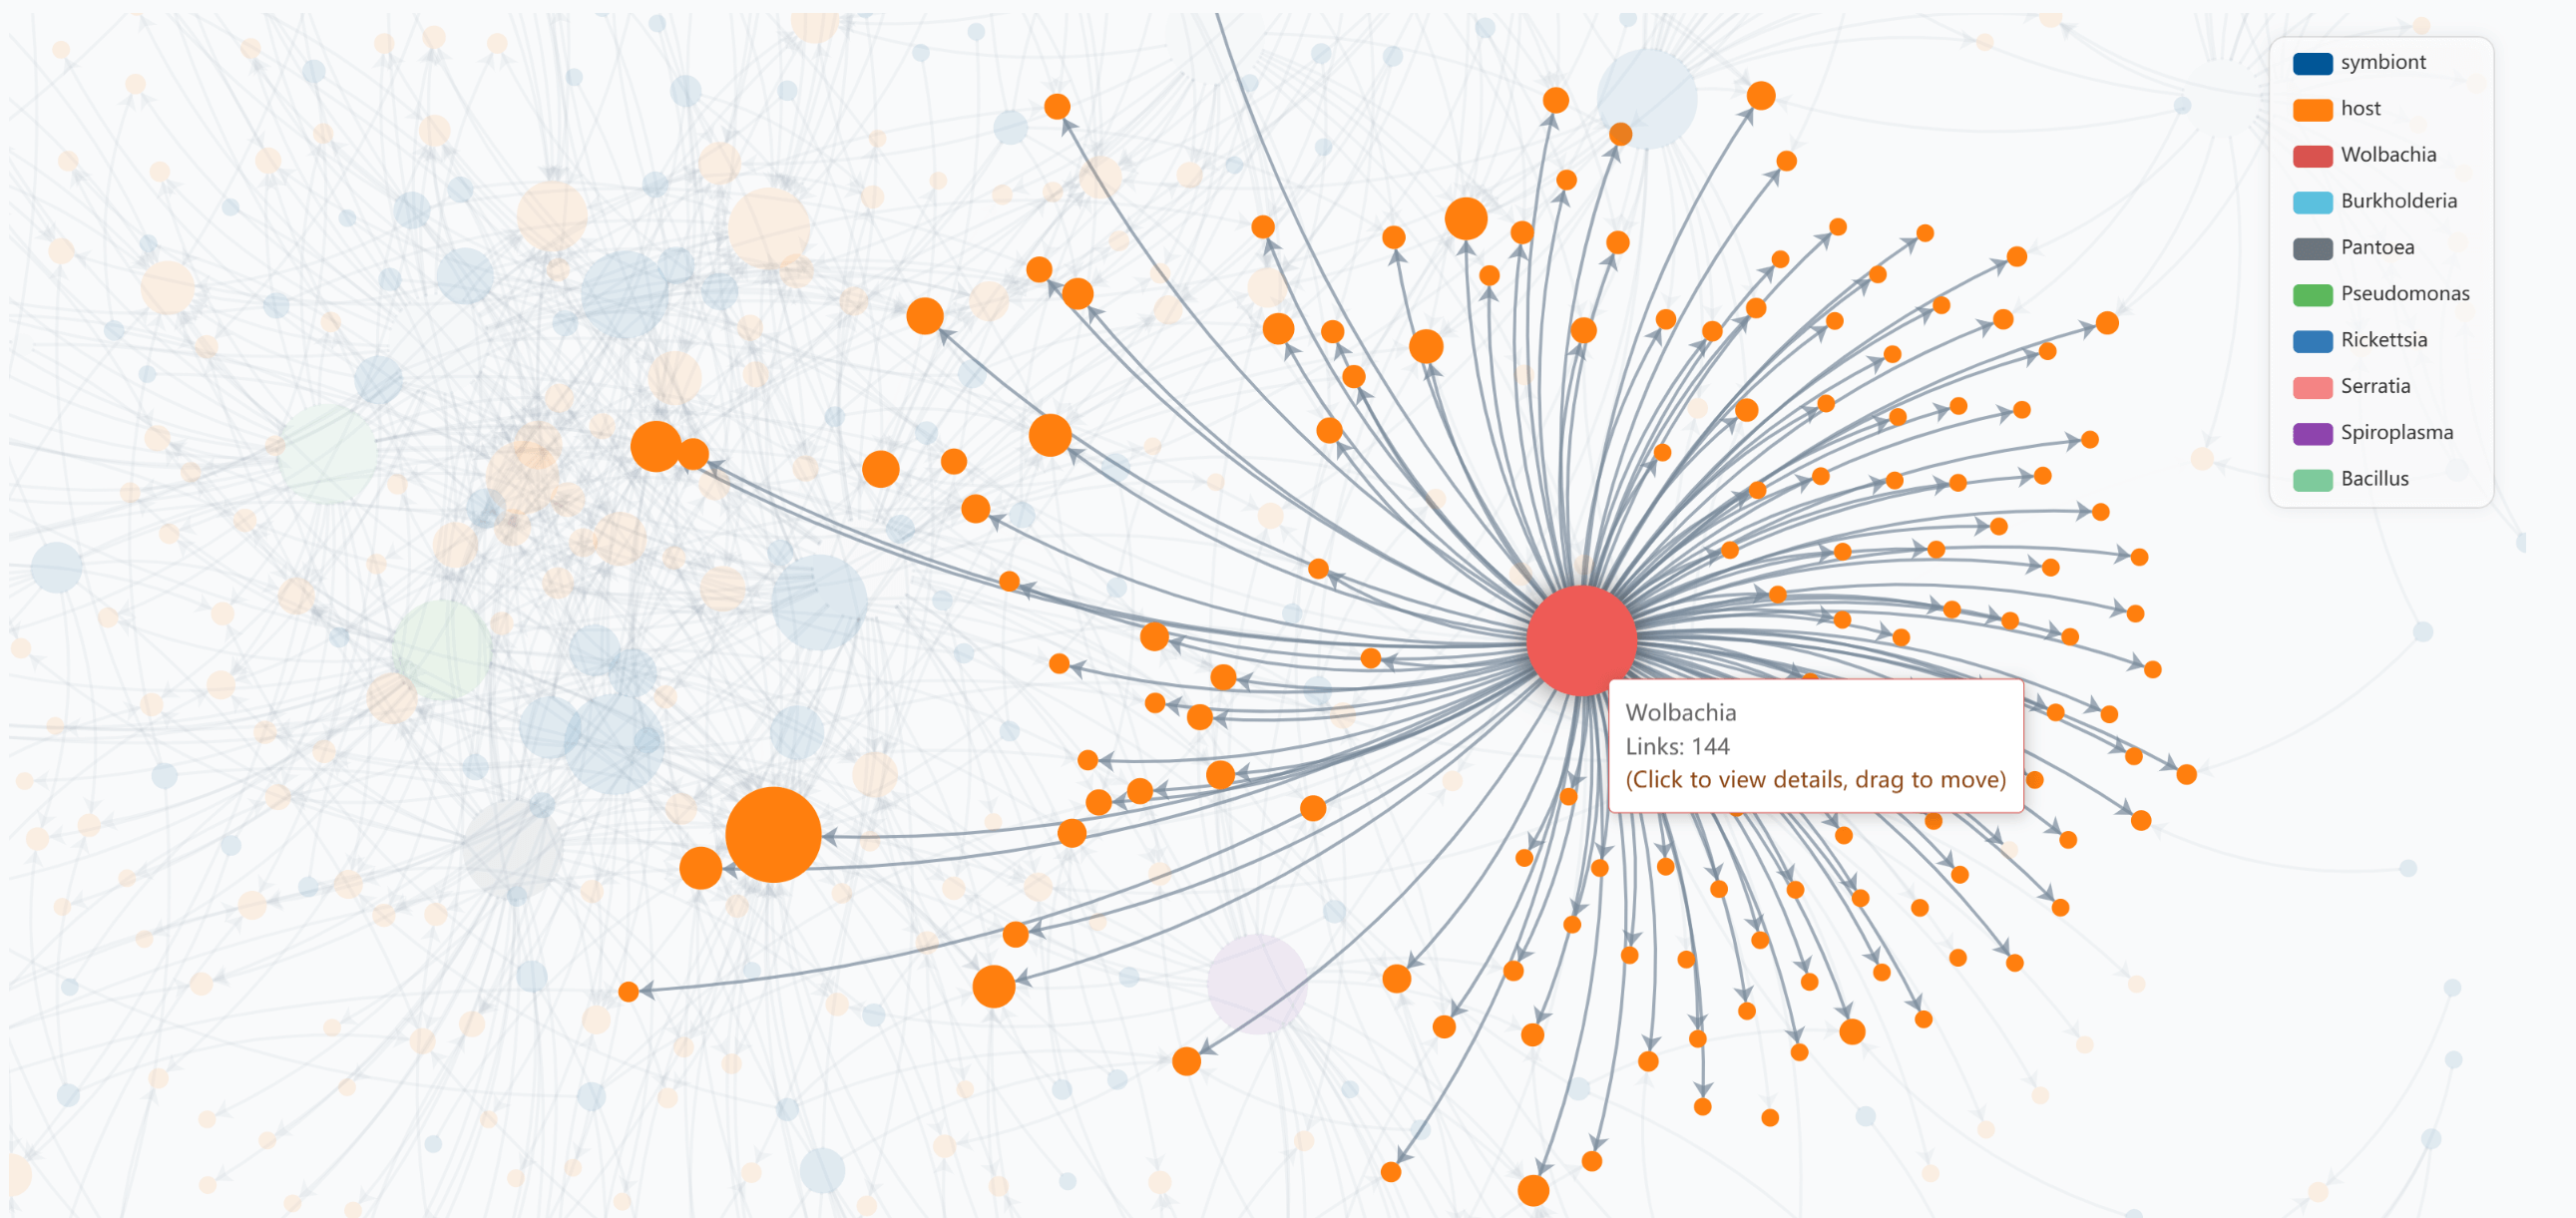 symbiont
host
Wolbachia
Burkholderia
Pantoea
Pseudomonas
Rickettsia
Serratia
Spiroplasma
Bacillus
Wolbachia
Links: 144
(Click to view details, drag to move)